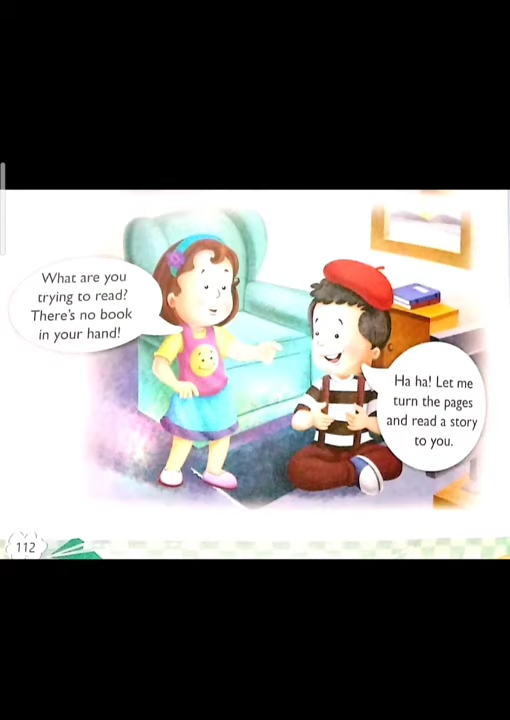 What are you
trying to read?
There's no book
in your hand!
Ha ha! Let me
turn the pages
and read a story
to you.
112